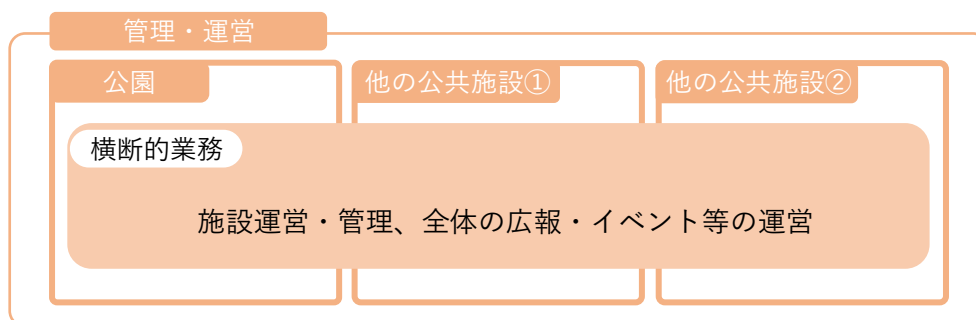 管理・運営
公園
他の公共施設①
他の公共施設②
横断的業務
施設運営・管理、全体の広報・イベント等の運営